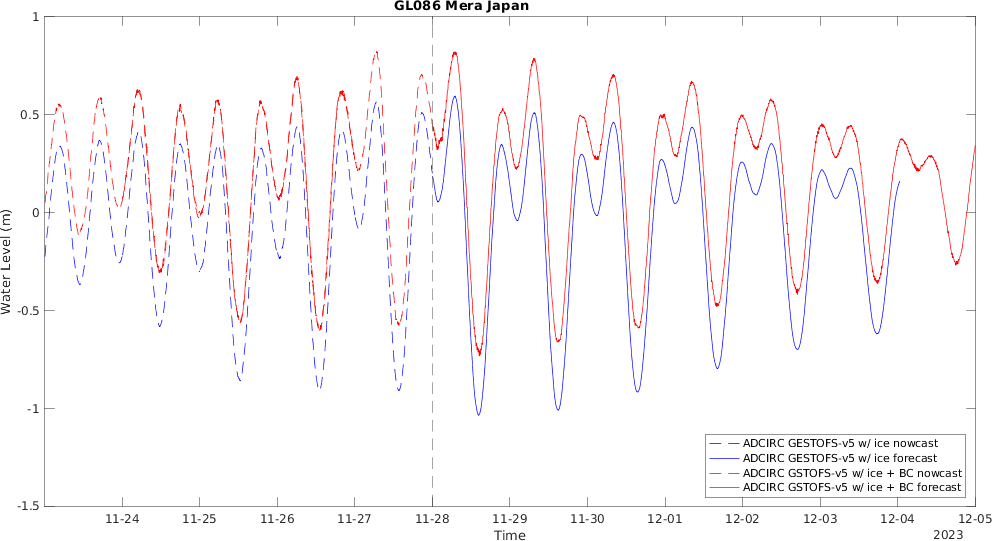 GL086 Mera Japan
1
0.5
0
-0.5
-1
-1.5
Water Level (m)
11-24 11-25 11-26 11-27 11-28 11-29 11-30 12-01 12-02 12-03 12-04 12-05
Time
2023
ADCIRC GESTOFS-v5 w/ ice nowcast
ADCIRC GESTOFS-v5 w/ ice forecast
ADCIRC GSTOFS-v5 w/ ice + BC nowcast
ADCIRC GSTOFS-v5 w/ ice + BC forecast